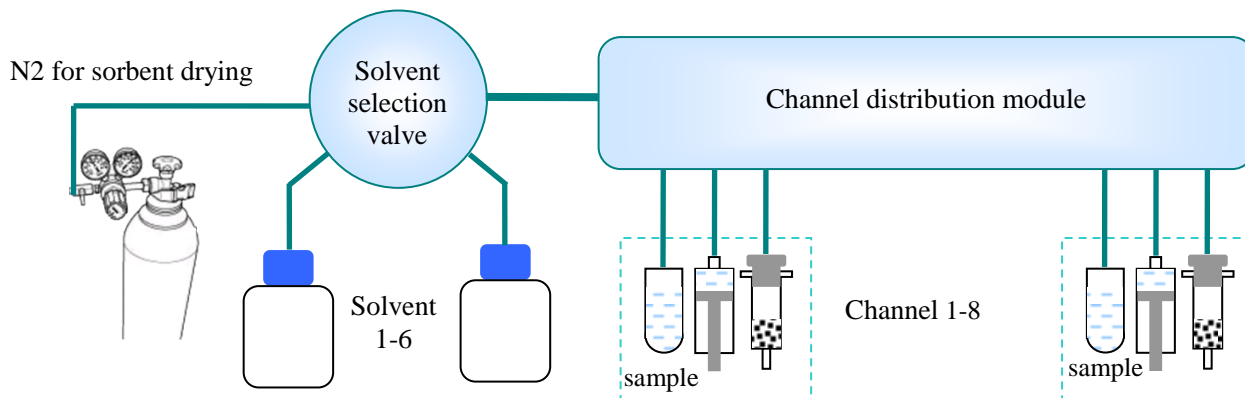 N2 for sorbent drying
Solvent
selection
valve
Channel distribution module
Solvent
1-6
sample
Channel 1-8
sample